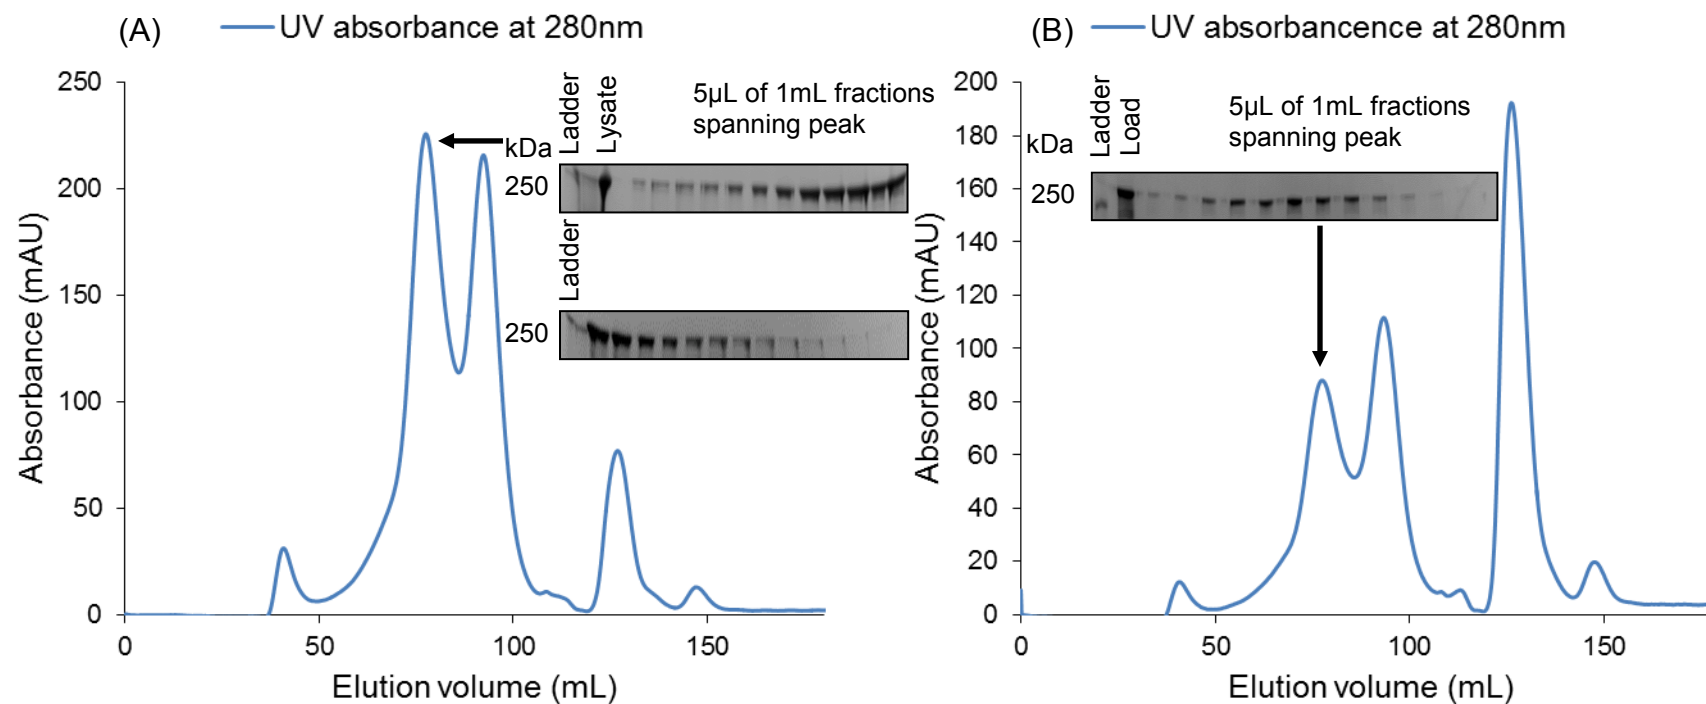 (A)
UV absorbance at 280nm
250
200
150
100
50
0
0
50
100
150
Absorbance (mAU)
Elution volume (mL)
kDa
Ladder
Lysate
5µL of 1mL fractions
spanning peak
250
Ladder
250
(B)
UV absorbancence at 280nm
200
180
160
140
120
100
80
60
40
20
0
0
50
100
150
Absorbance (mAU)
Elution volume (mL)
kDa
Ladder
Load
5µL of 1mL fractions
spanning peak
250